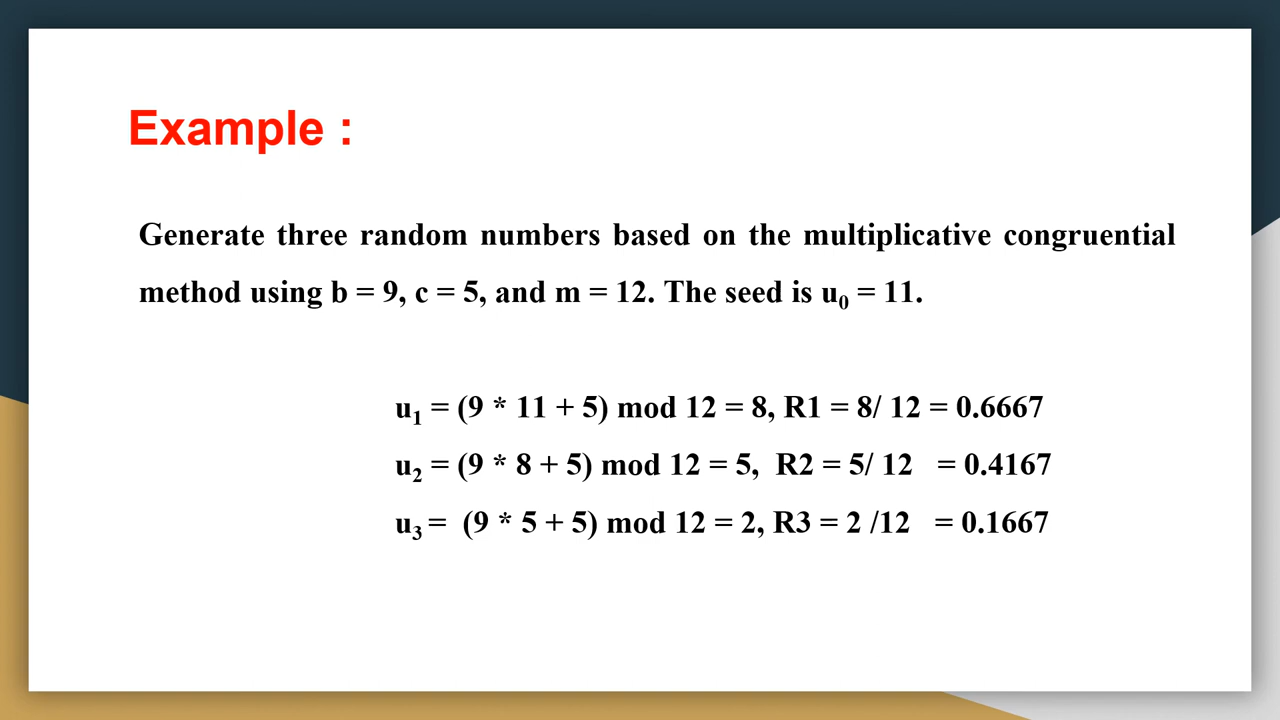 Example :
Generate three random numbers based on the multiplicative congruential
method using b = 9, c = 5, and m = 12. The seed is u₀ = 11.
u₁ = (9 * 11 + 5) mod 12 = 8, R1 = 8/ 12 = 0.6667
u₂ = (9 * 8 + 5) mod 12 = 5, R2 = 5/ 12 = 0.4167
u₃ = (9 * 5 + 5) mod 12 = 2, R3 = 2 /12 = 0.1667